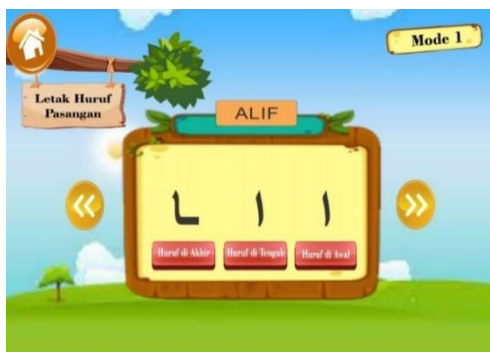 Mode 1
Letak Huruf
Pasangan
ALIF
ـا ا ا
Huruf di Akhir Huruf di Tengah Huruf di Awal